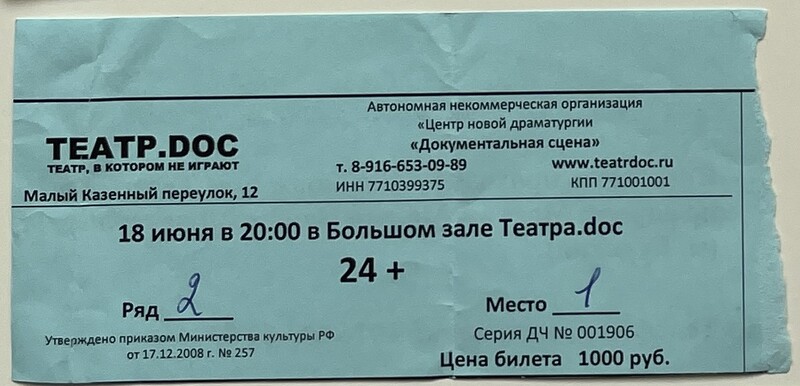 Автономная некоммерческая организация
«Центр новой драматургии
ТЕАТР.DOC
«Документальная сцена»
ТЕАТР, В КОТОРОМ НЕ ИГРАЮТ
т. 8-916-653-09-89 www.teatrdoc.ru
Малый Казенный переулок, 12
ИНН 7710399375 КПП 771001001
18 июня в 20:00 в Большом зале Театра.doc
24 +
Ряд 2 Место 1
Утверждено приказом Министерства культуры РФ
от 17.12.2008 г. № 257
Серия ДЧ № 001906
Цена билета 1000 руб.